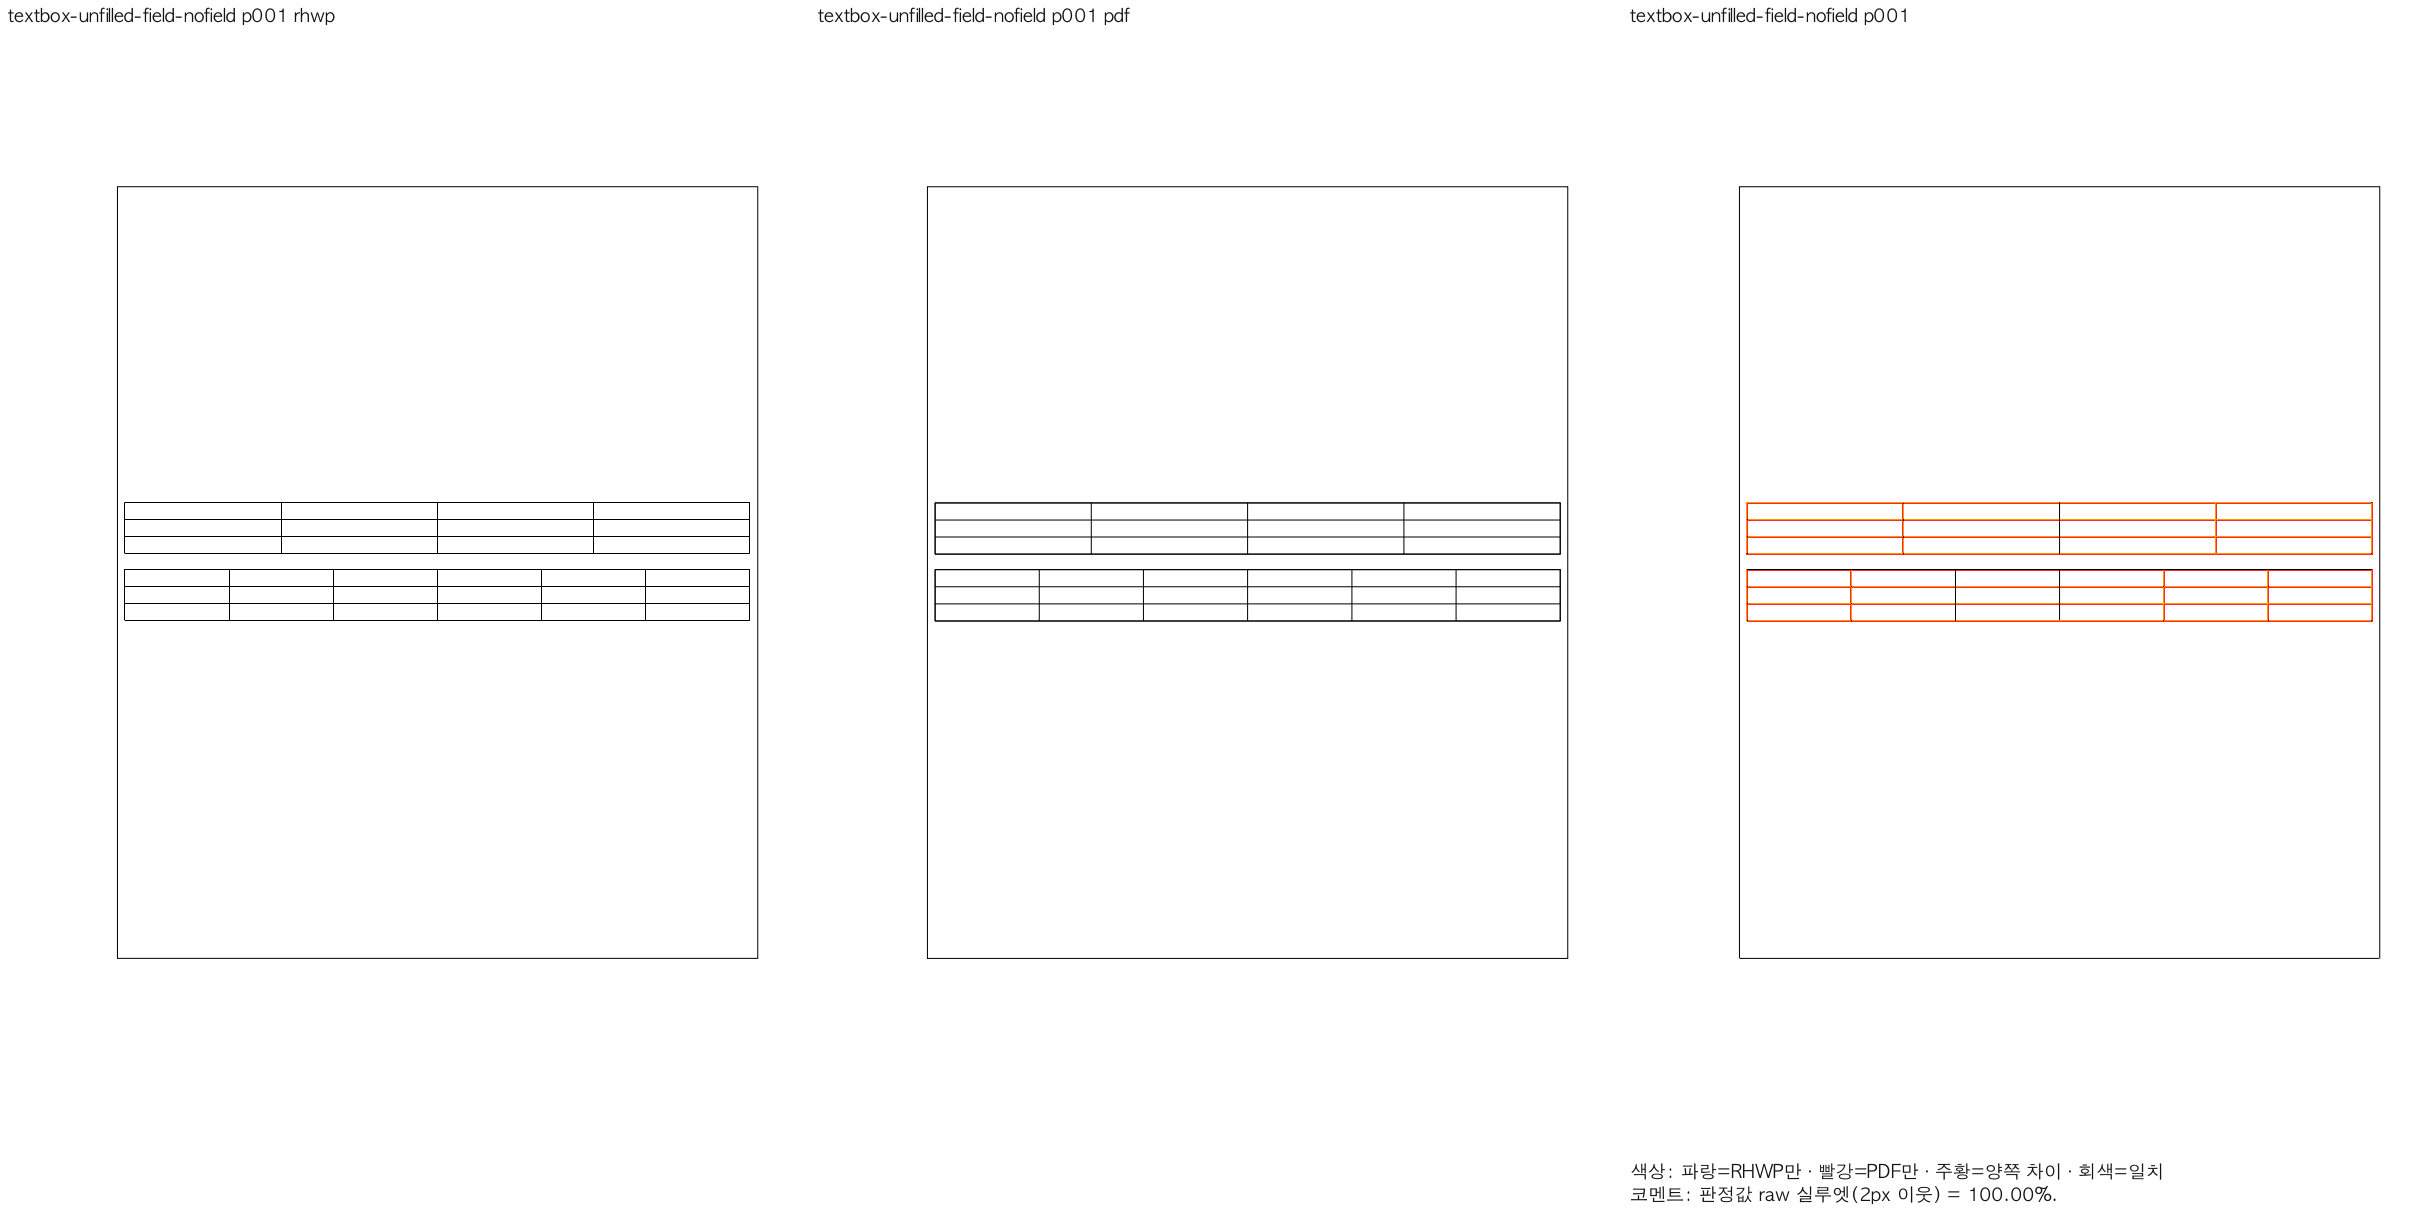 textbox-unfilled-field-nofield p001 rhwp
textbox-unfilled-field-nofield p001 pdf
textbox-unfilled-field-nofield p001
색상: 파랑=RHWP만 · 빨강=PDF만 · 주황=양쪽 차이 · 회색=일치
코멘트: 판정값 raw 실루엣(2px 이웃) = 100.00%.